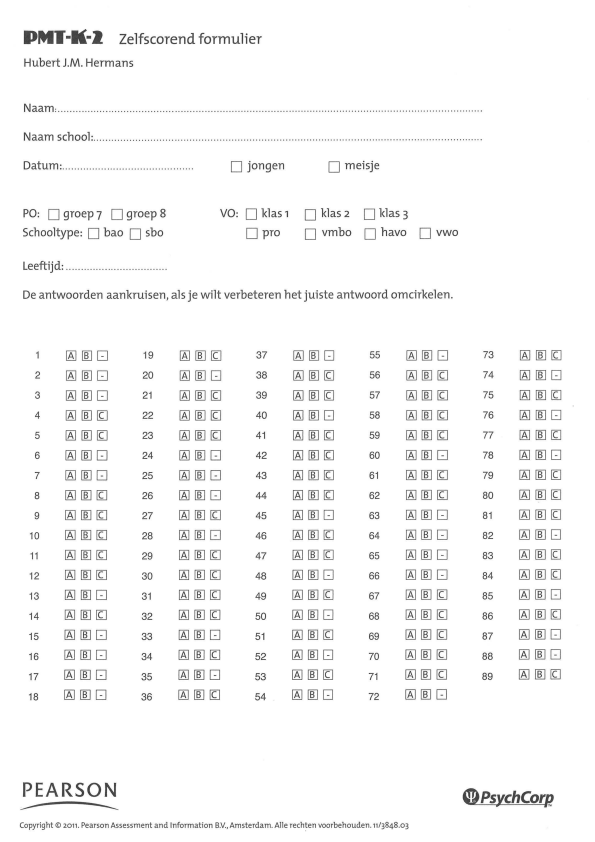 PMT-K-2 Zelfscorend formulier
Hubert J.M. Hermans
Naam:
Naam school:
Datum: jongen meisje
PO: groep 7 groep 8 VO: klas 1 klas 2 klas 3
Schooltype: bao sbo pro vmbo havo vwo
Leeftijd:
De antwoorden aankruisen, als je wilt verbeteren het juiste antwoord omcirkelen.
1 A B - 19 A B C 37 A B - 55 A B - 73 A B C
2 A B - 20 A B - 38 A B C 56 A B C 74 A B -
3 A B - 21 A B C 39 A B C 57 A B C 75 A B C
4 A B C 22 A B C 40 A B - 58 A B C 76 A B -
5 A B C 23 A B C 41 A B C 59 A B C 77 A B C
6 A B - 24 A B - 42 A B C 60 A B - 78 A B -
7 A B - 25 A B - 43 A B C 61 A B C 79 A B C
8 A B C 26 A B - 44 A B C 62 A B C 80 A B C
9 A B C 27 A B C 45 A B - 63 A B - 81 A B C
10 A B C 28 A B - 46 A B C 64 A B - 82 A B -
11 A B C 29 A B C 47 A B C 65 A B - 83 A B C
12 A B C 30 A B C 48 A B - 66 A B - 84 A B C
13 A B - 31 A B C 49 A B C 67 A B C 85 A B -
14 A B C 32 A B C 50 A B - 68 A B C 86 A B C
15 A B - 33 A B - 51 A B C 69 A B C 87 A B -
16 A B - 34 A B C 52 A B - 70 A B C 88 A B -
17 A B - 35 A B - 53 A B C 71 A B C 89 A B C
18 A B - 36 A B C 54 A B - 72 A B -
PEARSON PsychCorp
Copyright © 2011. Pearson Assessment and Information B.V., Amsterdam. Alle rechten voorbehouden. 11/3848.03